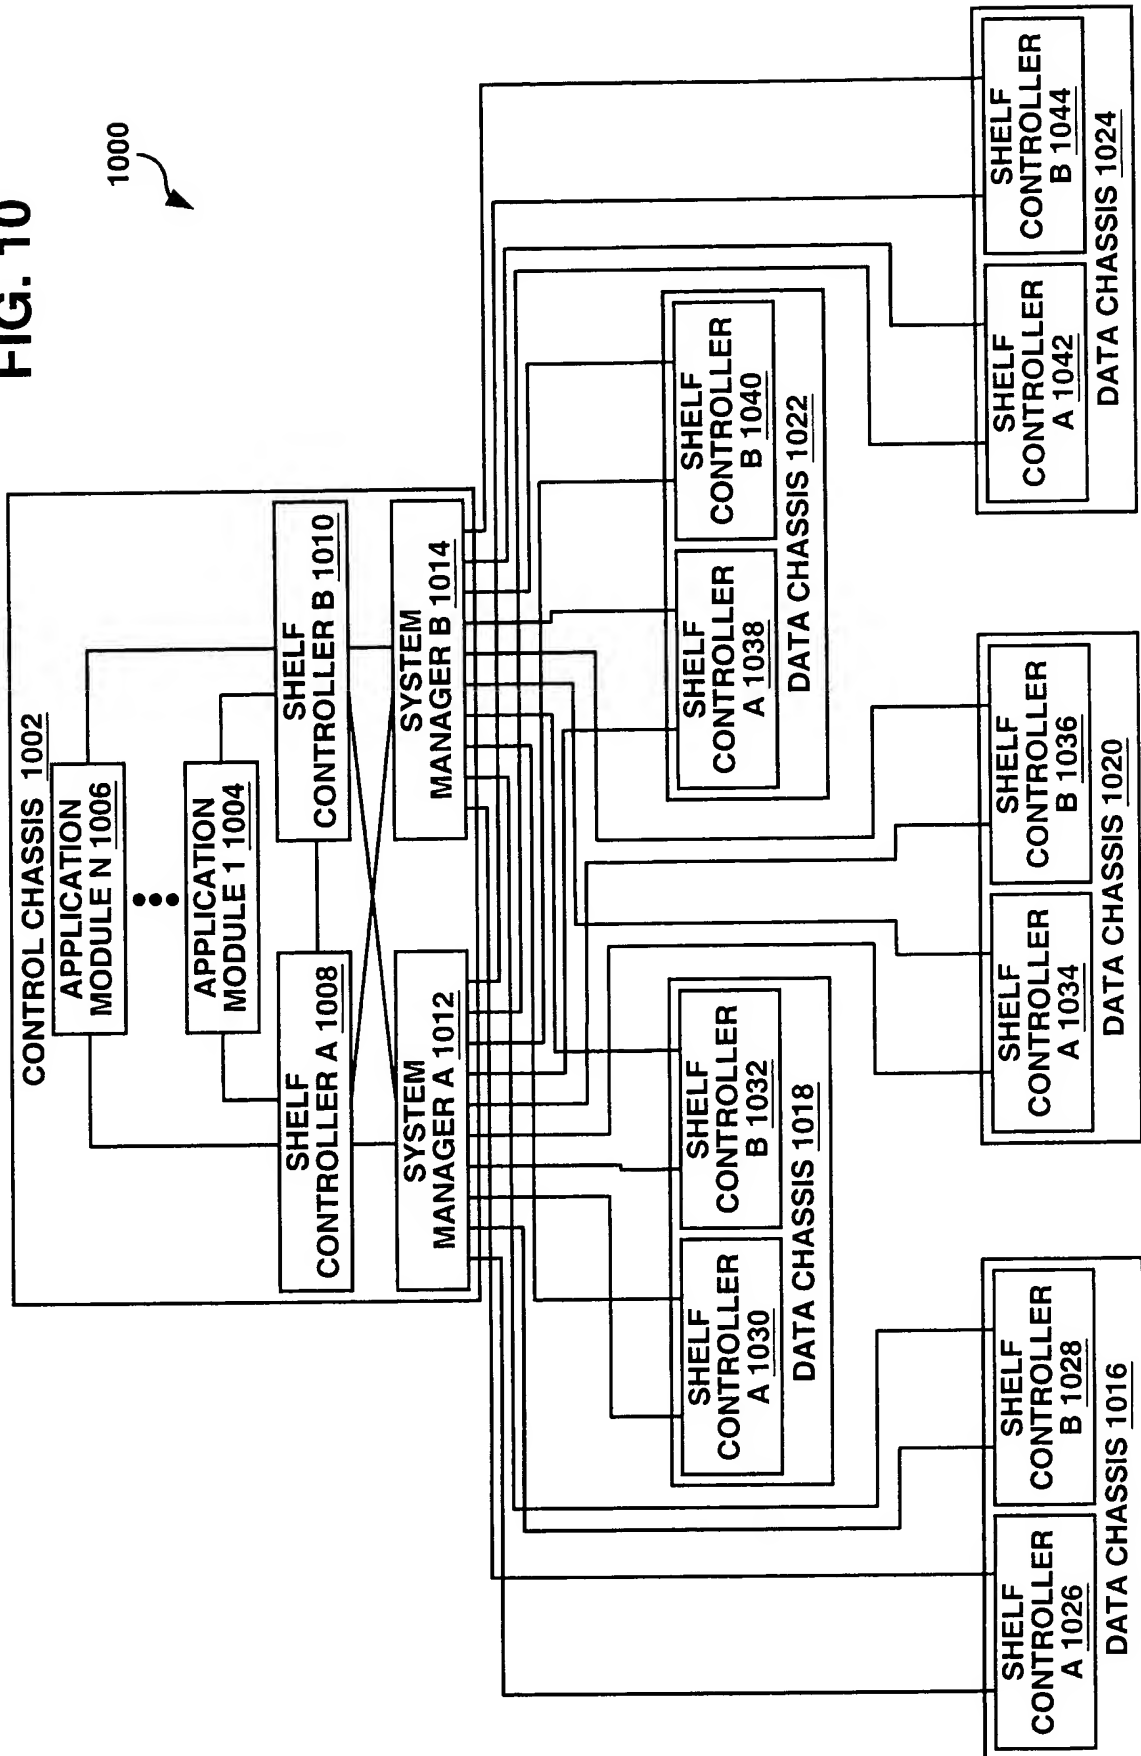 FIG. 10
1000
CONTROL CHASSIS 1002
APPLICATION
MODULE N 1006
APPLICATION
MODULE 1 1004
SHELF
CONTROLLER A 1008
SHELF
CONTROLLER B 1010
SYSTEM
MANAGER A 1012
SYSTEM
MANAGER B 1014
SHELF
CONTROLLER
A 1030
SHELF
CONTROLLER
B 1032
DATA CHASSIS 1018
SHELF
CONTROLLER
A 1038
SHELF
CONTROLLER
B 1040
DATA CHASSIS 1022
SHELF
CONTROLLER
A 1026
SHELF
CONTROLLER
B 1028
DATA CHASSIS 1016
SHELF
CONTROLLER
A 1034
SHELF
CONTROLLER
B 1036
DATA CHASSIS 1020
SHELF
CONTROLLER
A 1042
SHELF
CONTROLLER
B 1044
DATA CHASSIS 1024